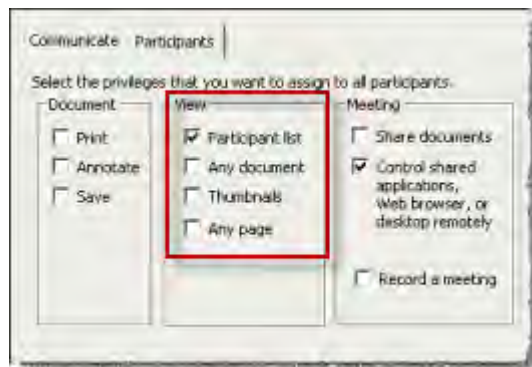 Communicate Participants
Select the privileges that you want to assign to all participants.
Document
Print
Annotate
Save
View
Participant list
Any document
Thumbnails
Any page
Meeting
Share documents
Control shared
applications,
Web browser, or
desktop remotely
Record a meeting